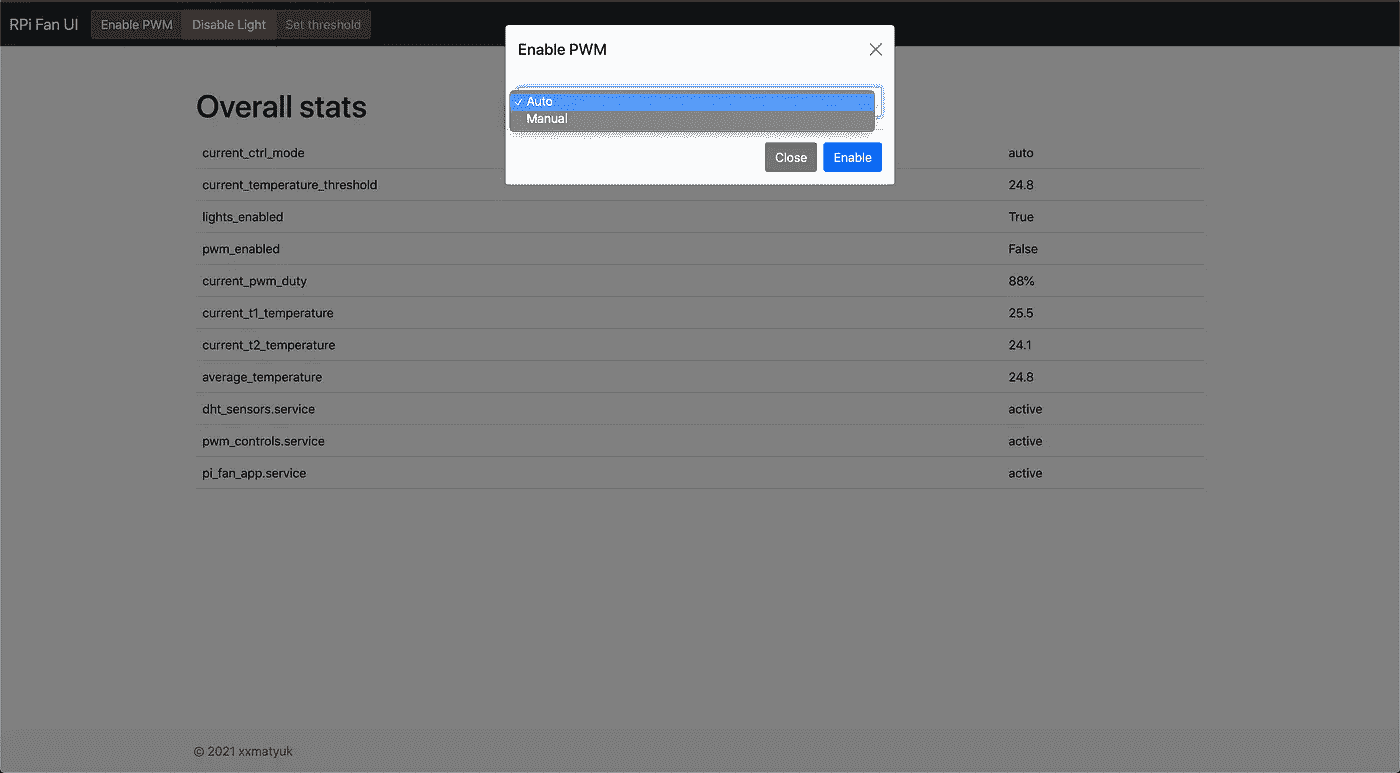 RPi Fan UI Enable PWM Disable Light Set threshold
Enable PWM
✓ Auto
Manual
Close Enable
Overall stats
current_ctrl_mode auto
current_temperature_threshold 24.8
lights_enabled True
pwm_enabled False
current_pwm_duty 88%
current_t1_temperature 25.5
current_t2_temperature 24.1
average_temperature 24.8
dht_sensors.service active
pwm_controls.service active
pi_fan_app.service active
© 2021 xxmatyuk